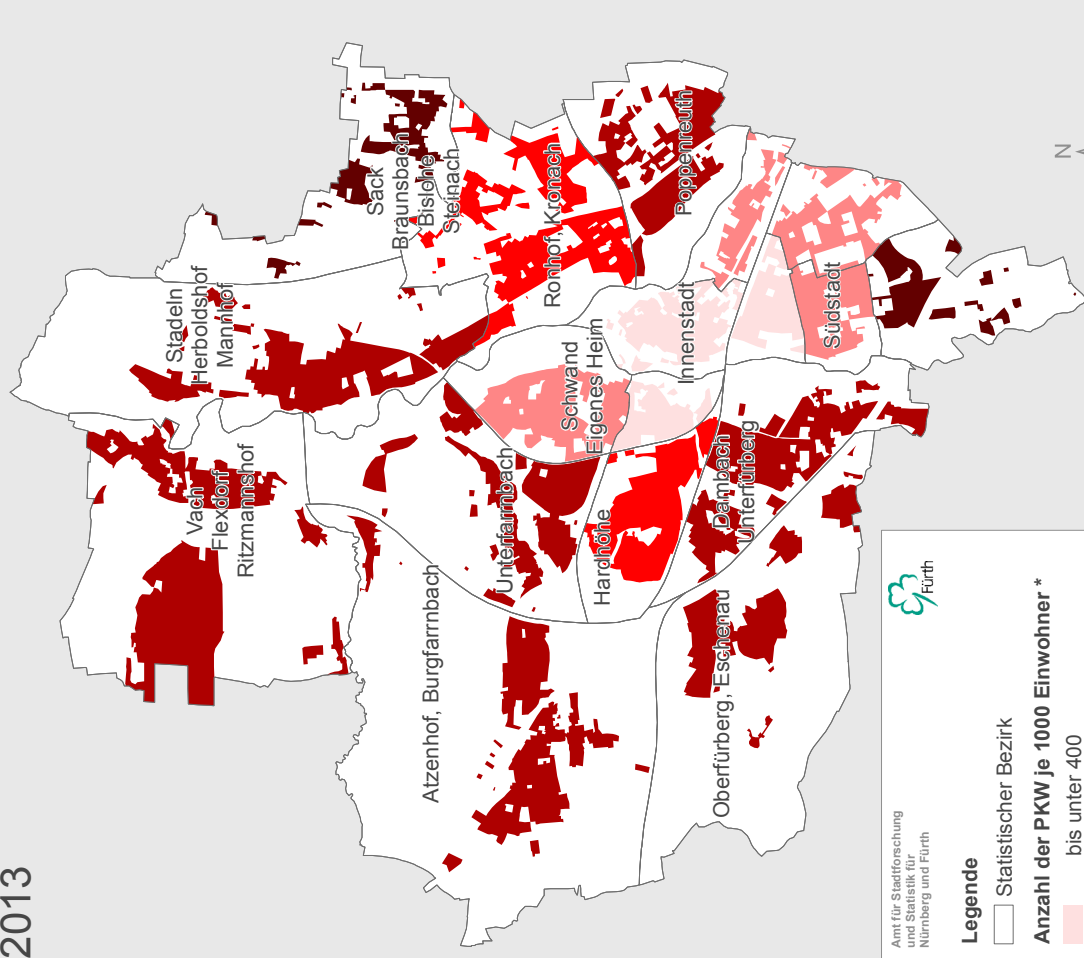 2013
Vach
Flexdorf
Ritzmannshof
Stadeln
Herboldshof
Mannhof
Sack
Braunsbach
Bislohe
Steinach
Atzenhof, Burgfarrnbach
Unterfarrnbach
Schwand
Eigenes Heim
Ronhof, Kronach
Hardhöhe
Innenstadt
Poppenreuth
Oberfürberg, Eschenau
Dambach
Unterfürberg
Südstadt
N
Amt für Stadtforschung
und Statistik für
Nürnberg und Fürth
Fürth
Legende
Statistischer Bezirk
Anzahl der PKW je 1000 Einwohner *
bis unter 400